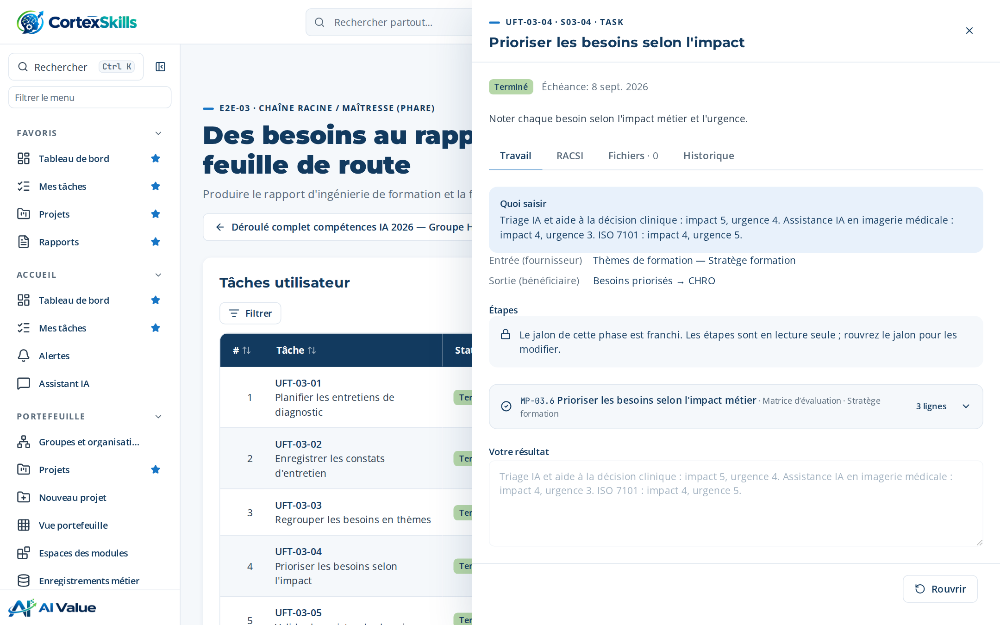 CortexSkills
Rechercher partout...
Rechercher
Ctrl K
Filtrer le menu
FAVORIS
Tableau de bord
Mes tâches
Projets
Rapports
ACCUEIL
Tableau de bord
Mes tâches
Alertes
Assistant IA
PORTEFEUILLE
Groupes et organisati...
Projets
Nouveau projet
Vue portefeuille
Espaces des modules
Enregistrements métier
AI Value
E2E-03 · CHAÎNE RACINE / MAÎTRESSE (PHARE)
Des besoins au rapp
feuille de route
Produire le rapport d'ingénierie de formation et la f
Déroulé complet compétences IA 2026 — Groupe H
Tâches utilisateur
Filtrer
# Tâche Stat
1 UFT-03-01 Ter
Planifier les entretiens de
diagnostic
2 UFT-03-02 Ter
Enregistrer les constats
d'entretien
3 UFT-03-03 Ter
Regrouper les besoins en thèmes
4 UFT-03-04 Ter
Prioriser les besoins selon
l'impact
5 UFT-03-05 Ter
UFT-03-04 · S03-04 · TASK
Prioriser les besoins selon l'impact
Terminé Échéance: 8 sept. 2026
Noter chaque besoin selon l'impact métier et l'urgence.
Travail RACSI Fichiers · 0 Historique
Quoi saisir
Triage IA et aide à la décision clinique : impact 5, urgence 4. Assistance IA en imagerie médicale :
impact 4, urgence 3. ISO 7101 : impact 4, urgence 5.
Entrée (fournisseur) Thèmes de formation — Stratège formation
Sortie (bénéficiaire) Besoins priorisés → CHRO
Étapes
Le jalon de cette phase est franchi. Les étapes sont en lecture seule ; rouvrez le jalon pour les
modifier.
MP-03.6 Prioriser les besoins selon l'impact métier · Matrice d’évaluation · Stratège
formation
3 lignes
Votre résultat
Triage IA et aide à la décision clinique : impact 5, urgence 4. Assistance IA en imagerie médicale :
impact 4, urgence 3. ISO 7101 : impact 4, urgence 5.
Rouvrir